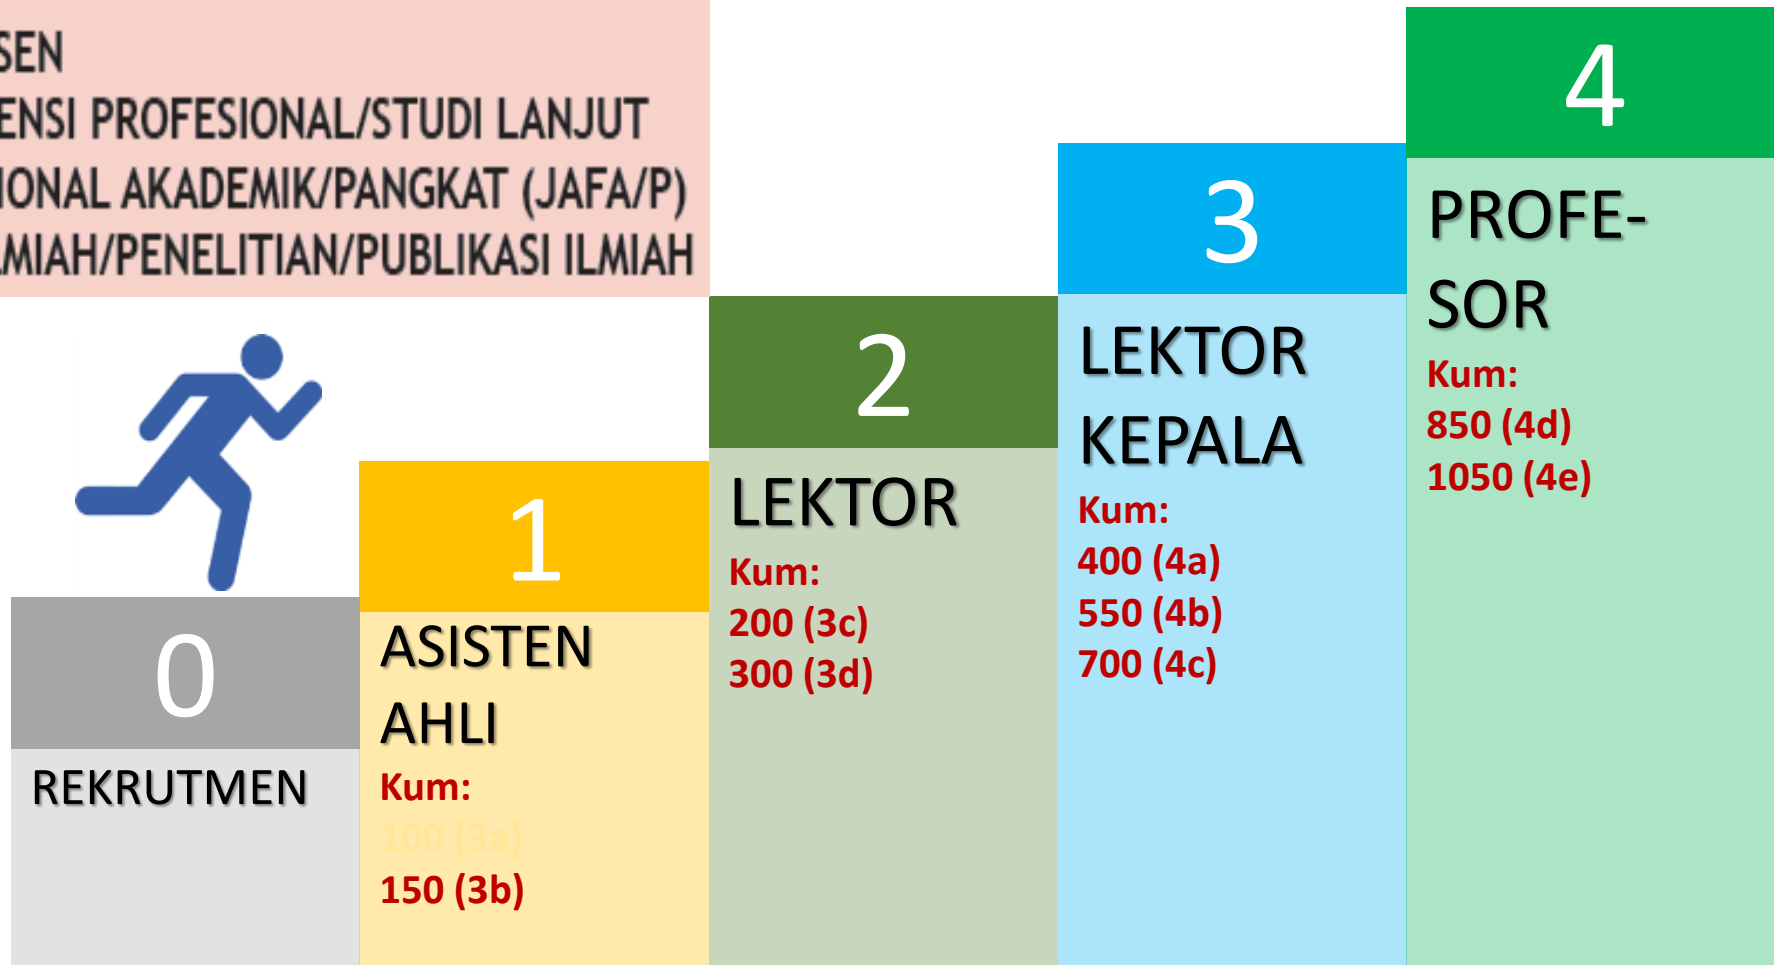 SEN
ENSI PROFESIONAL/STUDI LANJUT
IONAL AKADEMIK/PANGKAT (JAFA/P)
MIAH/PENELITIAN/PUBLIKASI ILMIAH
0
REKRUTMEN
1
ASISTEN
AHLI
Kum:
100 (3a)
150 (3b)
2
LEKTOR
Kum:
200 (3c)
300 (3d)
3
LEKTOR
KEPALA
Kum:
400 (4a)
550 (4b)
700 (4c)
4
PROFE-
SOR
Kum:
850 (4d)
1050 (4e)